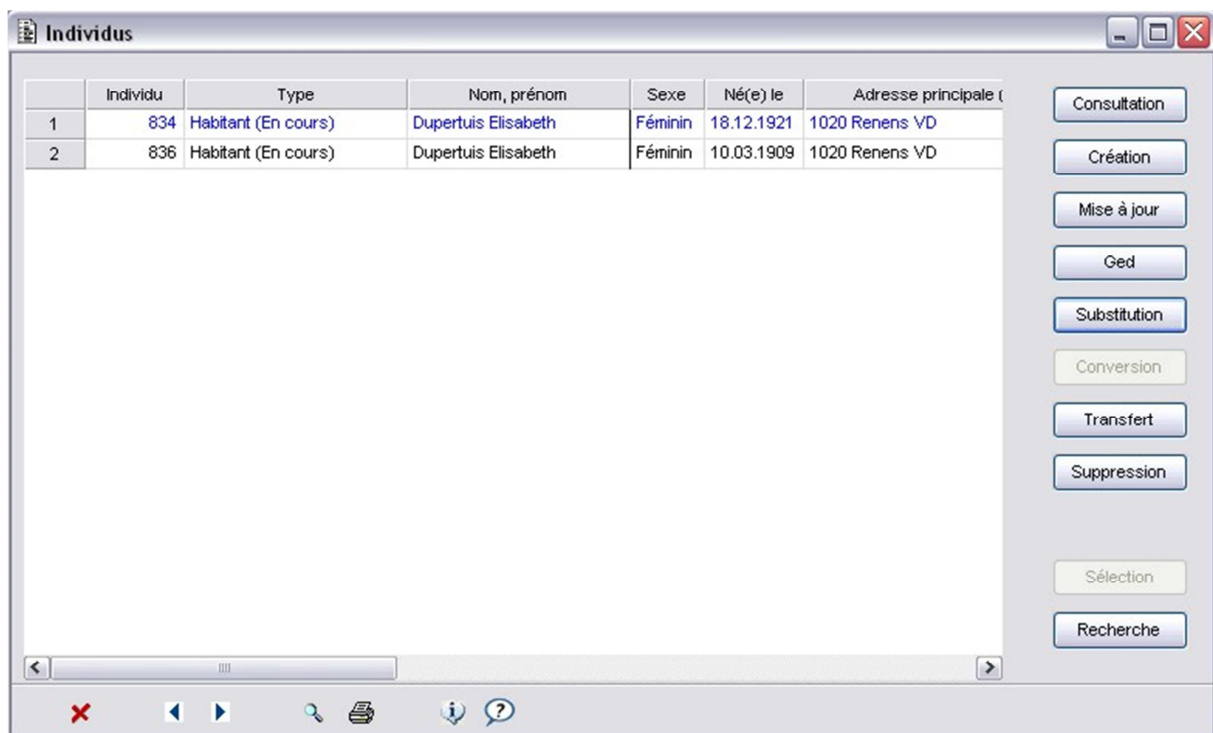 Individus
Individu Type Nom, prénom Sexe Né(e) le Adresse principale (
1 834 Habitant (En cours) Dupertuis Elisabeth Féminin 18.12.1921 1020 Renens VD
2 836 Habitant (En cours) Dupertuis Elisabeth Féminin 10.03.1909 1020 Renens VD
Consultation
Création
Mise à jour
Ged
Substitution
Conversion
Transfert
Suppression
Sélection
Recherche